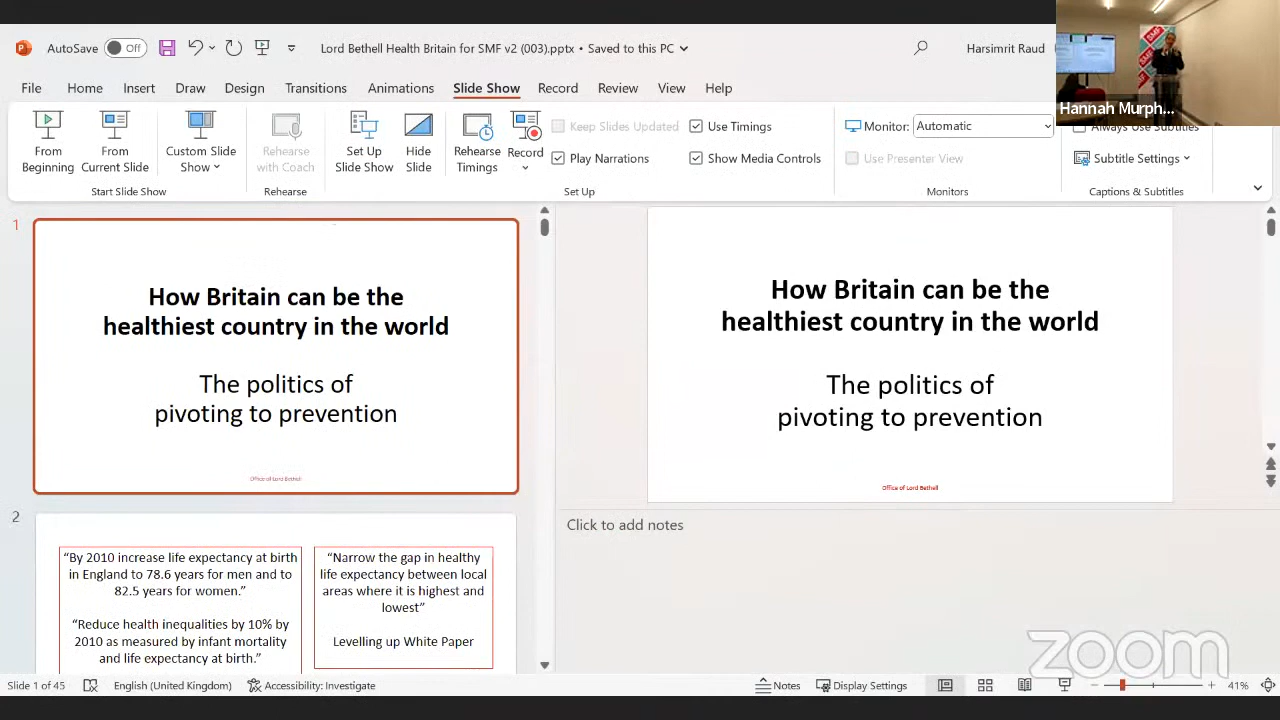 AutoSave Off
Lord Bethell Health Britain for SMF v2 (003).pptx • Saved to this PC
Harsimrit Raud
SMF
Hannah Murph...
File Home Insert Draw Design Transitions Animations Slide Show Record Review View Help
From Beginning
From Current Slide
Custom Slide Show
Start Slide Show
Rehearse with Coach
Rehearse
Set Up Slide Show
Hide Slide
Rehearse Timings
Record
Keep Slides Updated
Play Narrations
Use Timings
Show Media Controls
Set Up
Monitor: Automatic
Use Presenter View
Monitors
Always Use Subtitles
Subtitle Settings
Captions & Subtitles
1
How Britain can be the
healthiest country in the world
The politics of
pivoting to prevention
Office of Lord Bethell
2
“By 2010 increase life expectancy at birth
in England to 78.6 years for men and to
82.5 years for women.”
“Reduce health inequalities by 10% by
2010 as measured by infant mortality
and life expectancy at birth.”
“Narrow the gap in healthy
life expectancy between local
areas where it is highest and
lowest”
Levelling up White Paper
How Britain can be the
healthiest country in the world
The politics of
pivoting to prevention
Office of Lord Bethell
Click to add notes
zoom
Slide 1 of 45 English (United Kingdom) Accessibility: Investigate Notes Display Settings 41%